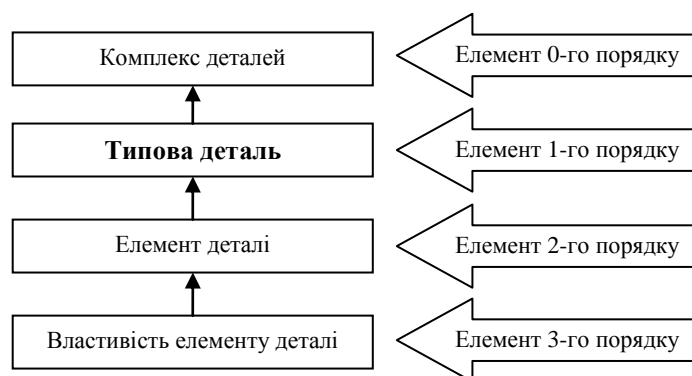 Комплекс деталей
Елемент 0-го порядку
Типова деталь
Елемент 1-го порядку
Елемент деталі
Елемент 2-го порядку
Властивість елементу деталі
Елемент 3-го порядку